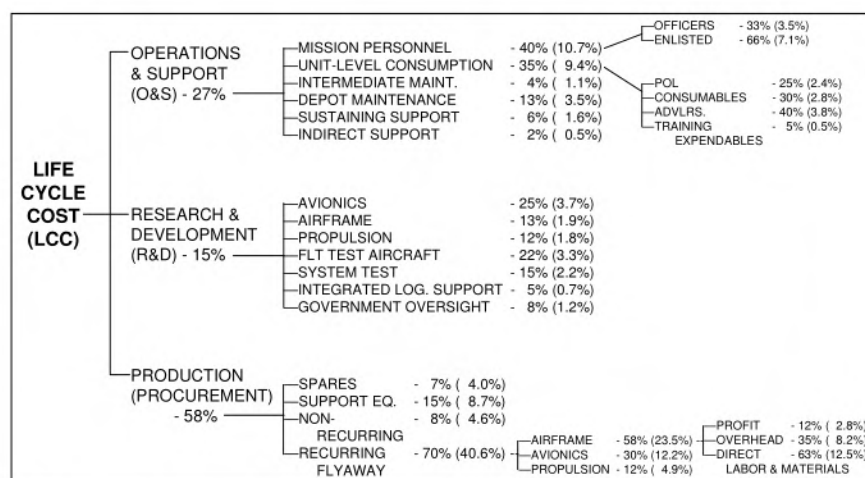 LIFE
CYCLE
COST
(LCC)
OPERATIONS
& SUPPORT
(O&S) - 27%
MISSION PERSONNEL - 40% (10.7%)
UNIT-LEVEL CONSUMPTION - 35% ( 9.4%)
INTERMEDIATE MAINT. - 4% ( 1.1%)
DEPOT MAINTENANCE - 13% ( 3.5%)
SUSTAINING SUPPORT - 6% ( 1.6%)
INDIRECT SUPPORT - 2% ( 0.5%)
OFFICERS - 33% (3.5%)
ENLISTED - 66% (7.1%)
POL - 25% (2.4%)
CONSUMABLES - 30% (2.8%)
ADVLRS. - 40% (3.8%)
TRAINING - 5% (0.5%)
EXPENDABLES
RESEARCH &
DEVELOPMENT
(R&D) - 15%
AVIONICS - 25% (3.7%)
AIRFRAME - 13% (1.9%)
PROPULSION - 12% (1.8%)
FLT TEST AIRCRAFT - 22% (3.3%)
SYSTEM TEST - 15% (2.2%)
INTEGRATED LOG. SUPPORT - 5% (0.7%)
GOVERNMENT OVERSIGHT - 8% (1.2%)
PRODUCTION
(PROCUREMENT)
- 58%
SPARES - 7% ( 4.0%)
SUPPORT EQ. - 15% ( 8.7%)
NON- - 8% ( 4.6%)
RECURRING
RECURRING - 70% (40.6%)
FLYAWAY
AIRFRAME - 58% (23.5%)
AVIONICS - 30% (12.2%)
PROPULSION - 12% ( 4.9%)
PROFIT - 12% ( 2.8%)
OVERHEAD - 35% ( 8.2%)
DIRECT - 63% (12.5%)
LABOR & MATERIALS